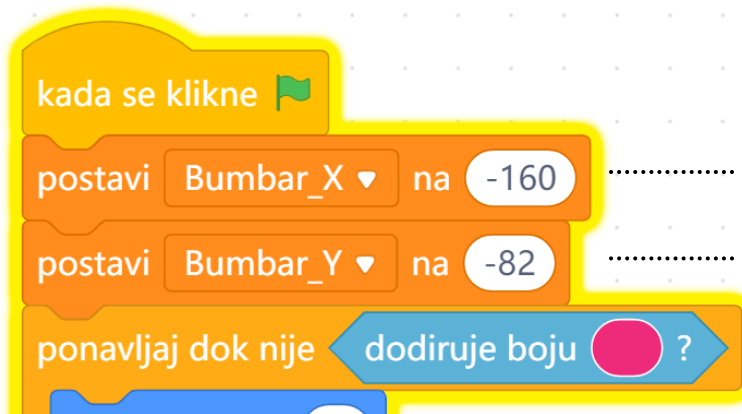 kada se klikne
postavi Bumbar_X na -160
postavi Bumbar_Y na -82
ponavljaj dok nije dodiruje boju ?